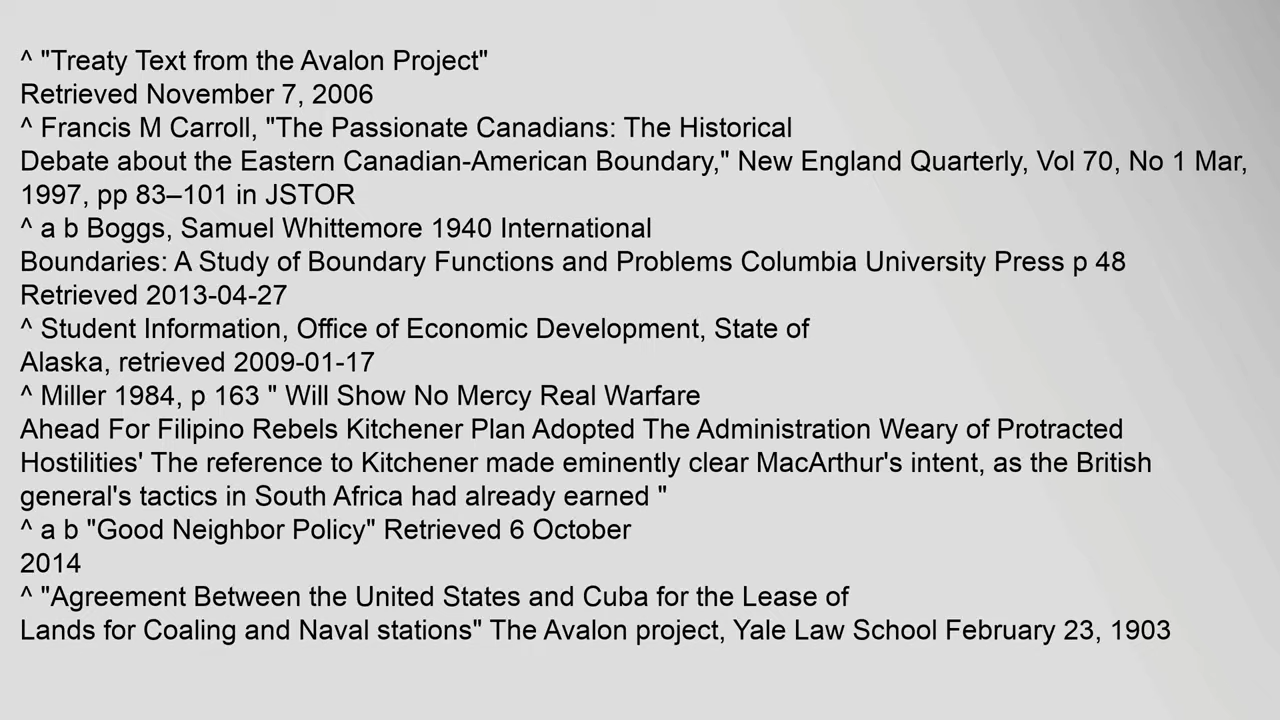 ^ "Treaty Text from the Avalon Project"
Retrieved November 7, 2006
^ Francis M Carroll, "The Passionate Canadians: The Historical
Debate about the Eastern Canadian-American Boundary," New England Quarterly, Vol 70, No 1 Mar,
1997, pp 83–101 in JSTOR
^ a b Boggs, Samuel Whittemore 1940 International
Boundaries: A Study of Boundary Functions and Problems Columbia University Press p 48
Retrieved 2013-04-27
^ Student Information, Office of Economic Development, State of
Alaska, retrieved 2009-01-17
^ Miller 1984, p 163 " Will Show No Mercy Real Warfare
Ahead For Filipino Rebels Kitchener Plan Adopted The Administration Weary of Protracted
Hostilities' The reference to Kitchener made eminently clear MacArthur's intent, as the British
general's tactics in South Africa had already earned "
^ a b "Good Neighbor Policy" Retrieved 6 October
2014
^ "Agreement Between the United States and Cuba for the Lease of
Lands for Coaling and Naval stations" The Avalon project, Yale Law School February 23, 1903